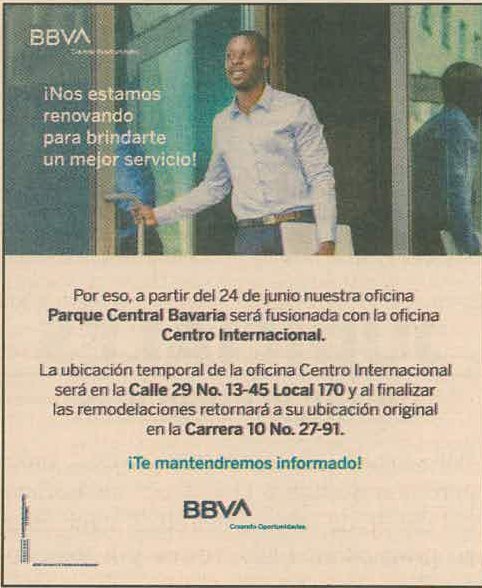 BBVA
Creando Oportunidades
¡Nos estamos
renovando
para brindarte
un mejor servicio!
Por eso, a partir del 24 de junio nuestra oficina
Parque Central Bavaria será fusionada con la oficina
Centro Internacional.
La ubicación temporal de la oficina Centro Internacional
será en la Calle 29 No. 13-45 Local 170 y al finalizar
las remodelaciones retornará a su ubicación original
en la Carrera 10 No. 27-91.
¡Te mantendremos informado!
BBVA
Creando Oportunidades